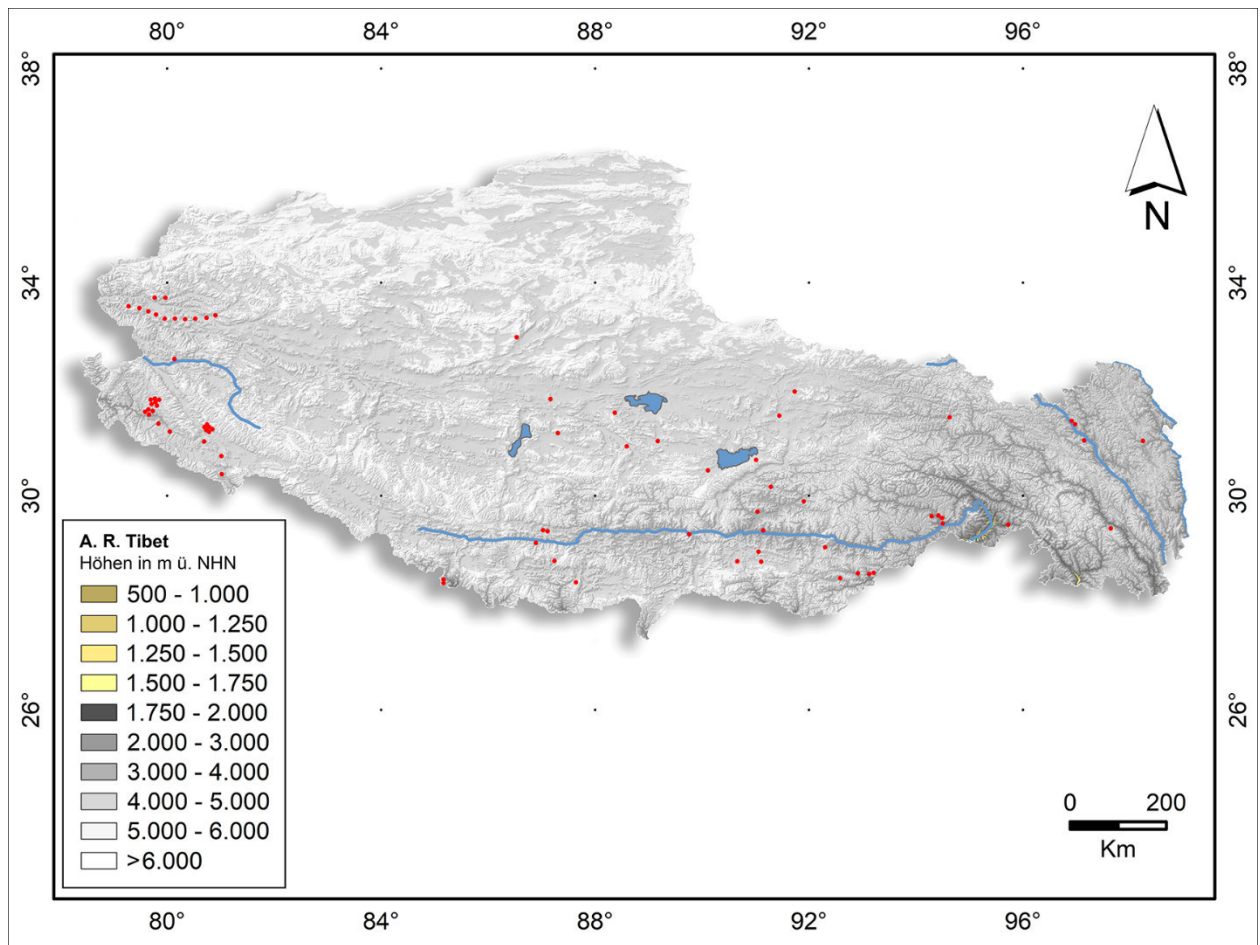 80° 84° 88° 92° 96°
38° 38°
N
34° 34°
30° 30°
A. R. Tibet
Höhen in m ü. NHN
500 - 1.000
1.000 - 1.250
1.250 - 1.500
1.500 - 1.750
1.750 - 2.000
2.000 - 3.000
3.000 - 4.000
4.000 - 5.000
5.000 - 6.000
>6.000
26° 26°
0 200
Km
80° 84° 88° 92° 96°